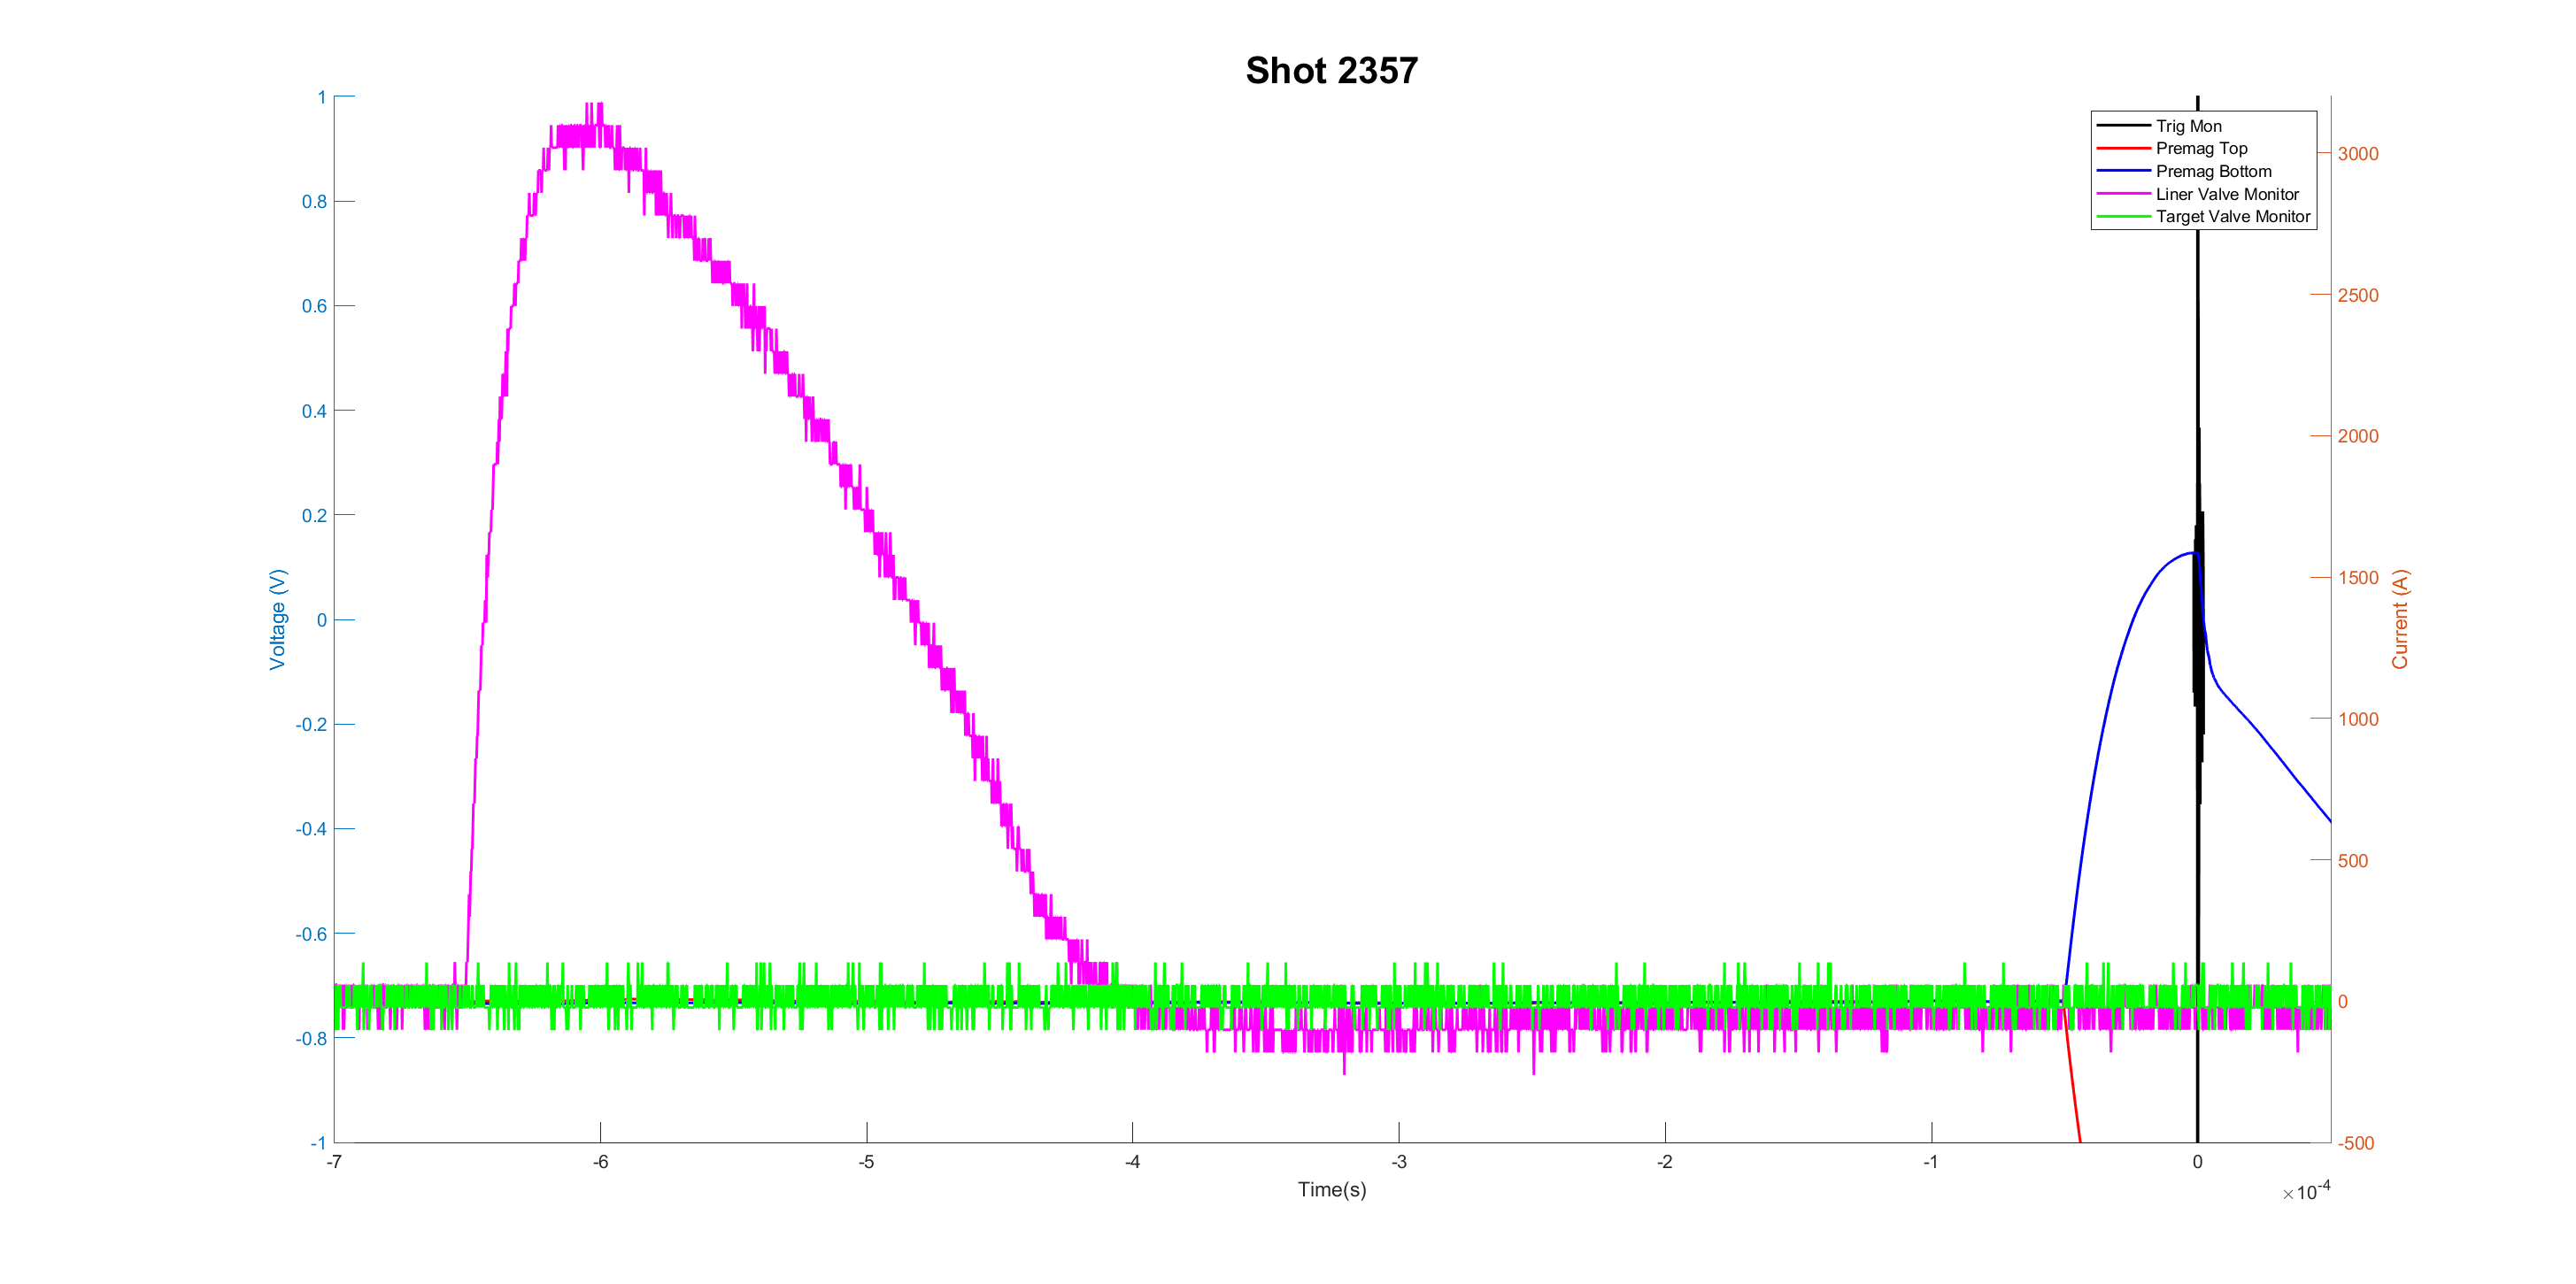 Shot 2357
1
0.8
0.6
0.4
0.2
0
-0.2
-0.4
-0.6
-0.8
-1
Voltage (V)
Trig Mon
Premag Top
Premag Bottom
Liner Valve Monitor
Target Valve Monitor
3000
2500
2000
1500
1000
500
0
-500
Current (A)
-7 -6 -5 -4 -3 -2 -1 0
Time(s)
×10-4